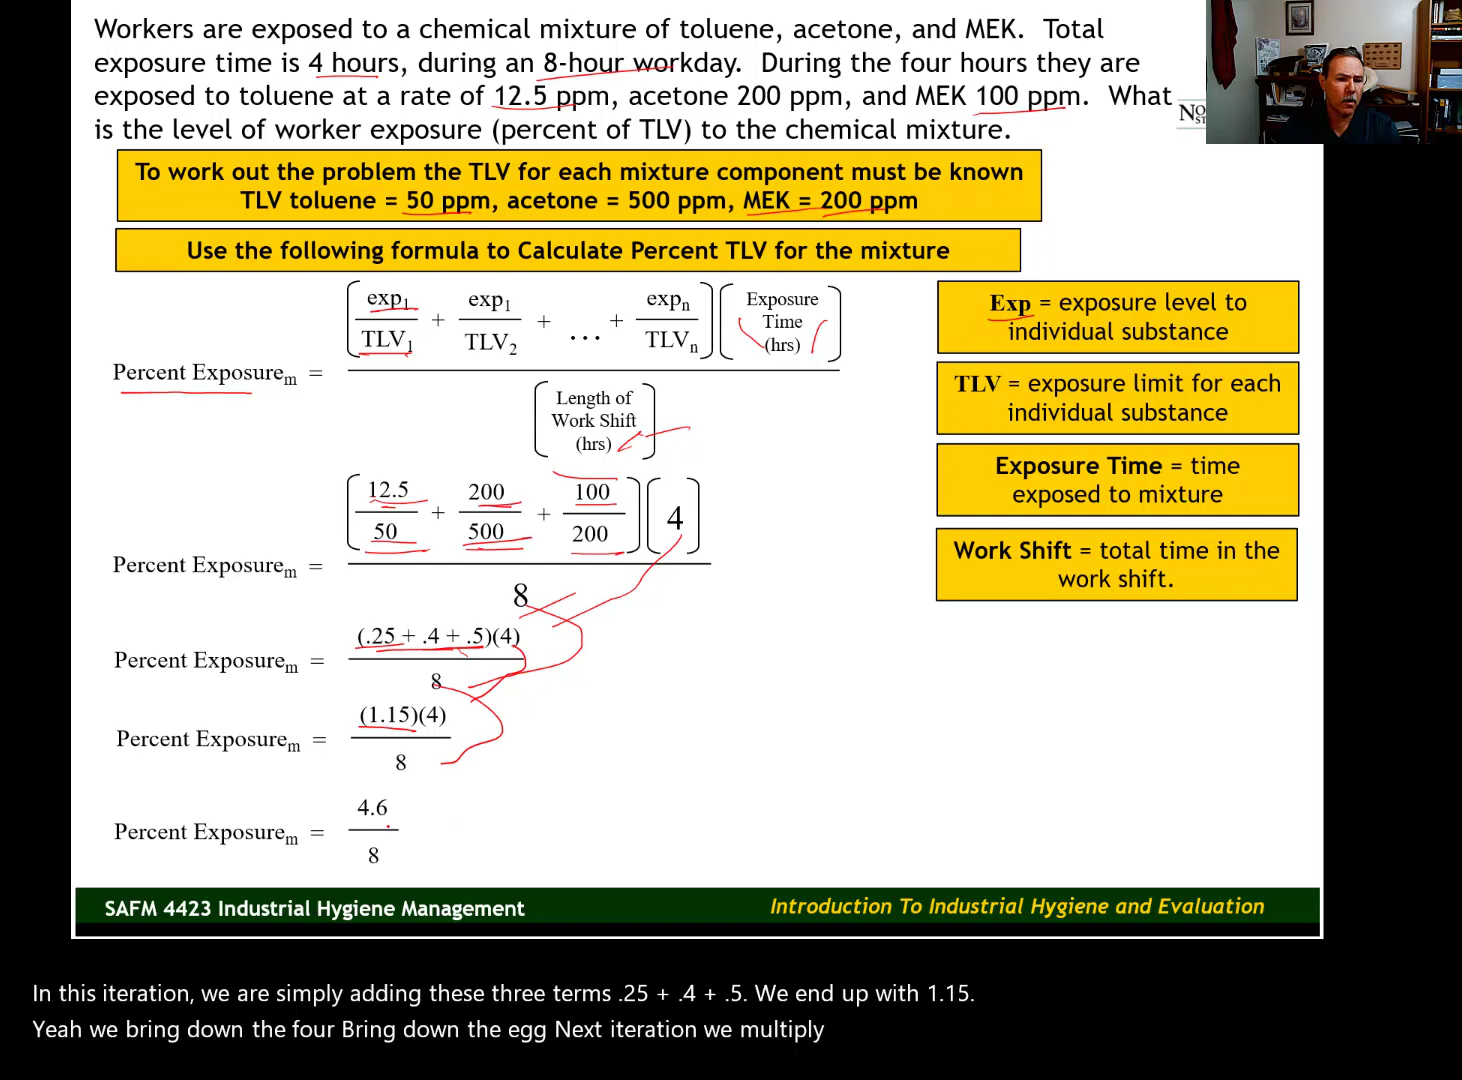 Workers are exposed to a chemical mixture of toluene, acetone, and MEK. Total
exposure time is 4 hours, during an 8-hour workday. During the four hours they are
exposed to toluene at a rate of 12.5 ppm, acetone 200 ppm, and MEK 100 ppm. What
is the level of worker exposure (percent of TLV) to the chemical mixture.
To work out the problem the TLV for each mixture component must be known
TLV toluene = 50 ppm, acetone = 500 ppm, MEK = 200 ppm
Use the following formula to Calculate Percent TLV for the mixture
Percent Exposurem = [exp1/TLV1 + exp1/TLV2 + ... + expn/TLVn] [Exposure
Time
(hrs)]
[Length of
Work Shift
(hrs)]
Percent Exposurem = [12.5/50 + 200/500 + 100/200] [4]
8
Percent Exposurem = (.25 + .4 + .5)(4)
8
Percent Exposurem = (1.15)(4)
8
Percent Exposurem = 4.6
8
Exp = exposure level to
individual substance
TLV = exposure limit for each
individual substance
Exposure Time = time
exposed to mixture
Work Shift = total time in the
work shift.
SAFM 4423 Industrial Hygiene Management
Introduction To Industrial Hygiene and Evaluation
In this iteration, we are simply adding these three terms .25 + .4 + .5. We end up with 1.15.
Yeah we bring down the four Bring down the egg Next iteration we multiply